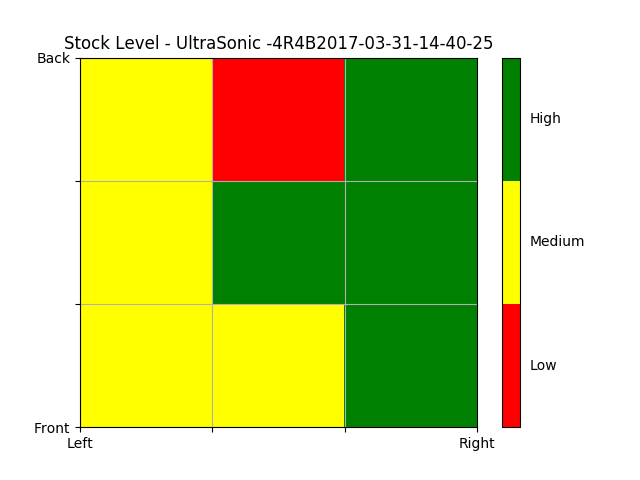 Stock Level - UltraSonic -4R4B2017-03-31-14-40-25
Back
High
Medium
Low
Front
Left
Right